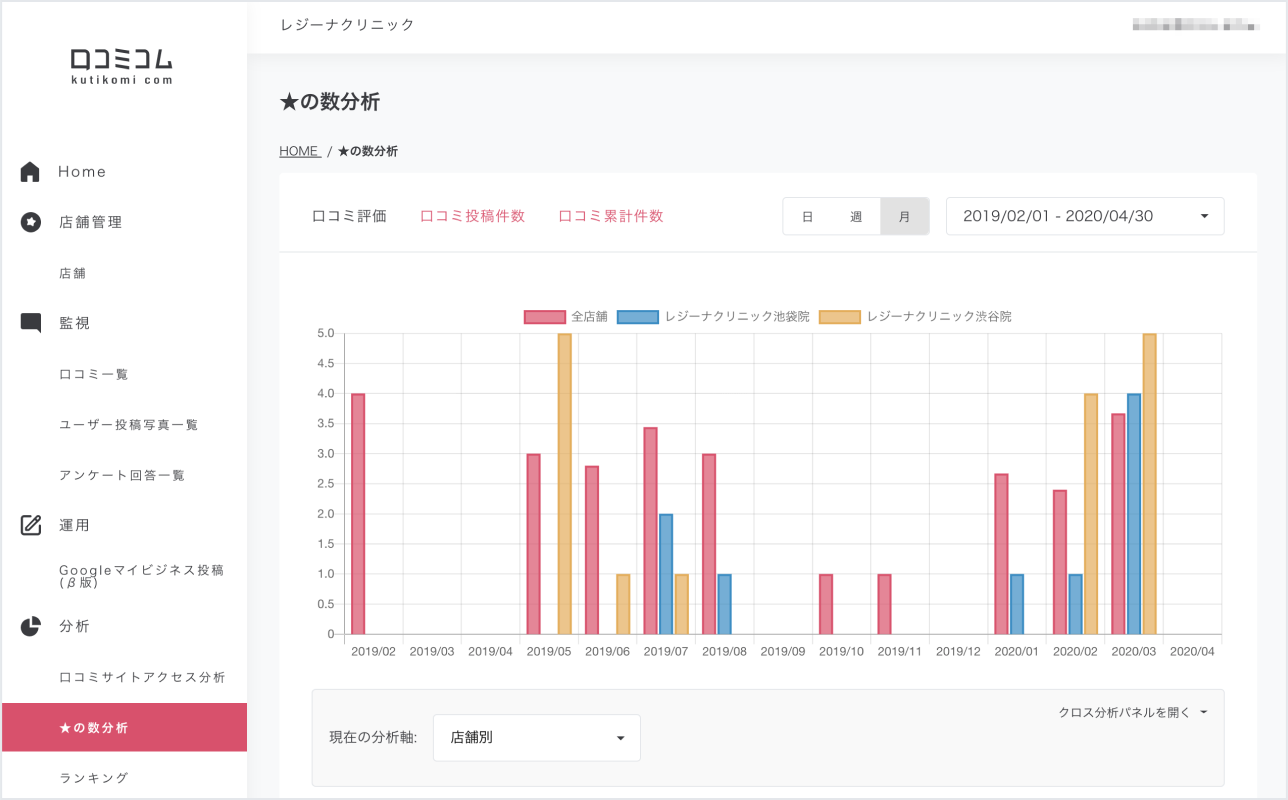 口コミコム
kutikomi com
Home
店舗管理
店舗
監視
口コミ一覧
ユーザー投稿写真一覧
アンケート回答一覧
運用
Googleマイビジネス投稿
(β版)
分析
口コミサイトアクセス分析
★の数分析
ランキング
レジーナクリニック
★の数分析
HOME / ★の数分析
口コミ評価 口コミ投稿件数 口コミ累計件数 日 週 月 2019/02/01 - 2020/04/30
全店舗 レジーナクリニック池袋院 レジーナクリニック渋谷院
5.0
4.5
4.0
3.5
3.0
2.5
2.0
1.5
1.0
0.5
0
2019/02 2019/03 2019/04 2019/05 2019/06 2019/07 2019/08 2019/09 2019/10 2019/11 2019/12 2020/01 2020/02 2020/03 2020/04
クロス分析パネルを開く
現在の分析軸: 店舗別